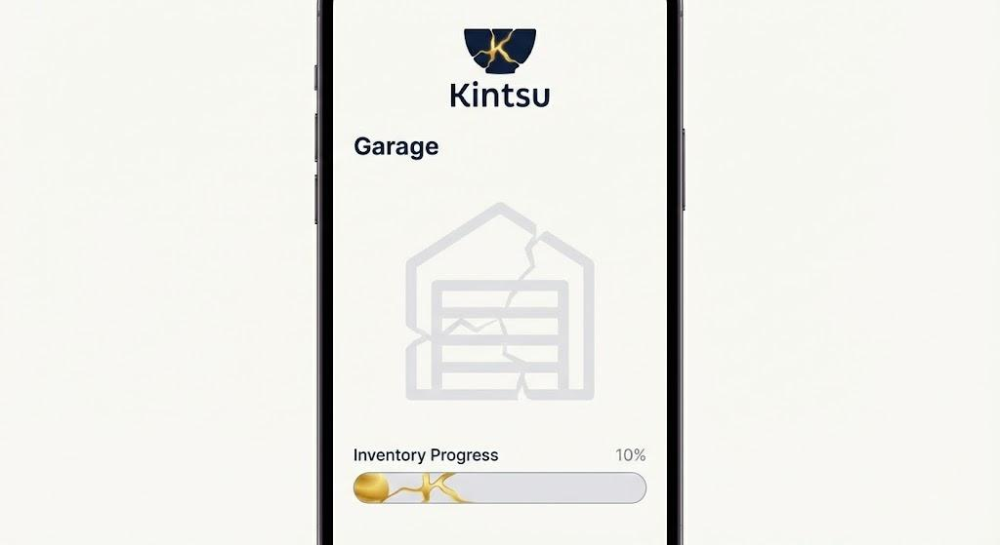 K
Kintsu
Garage
Inventory Progress 10%
K